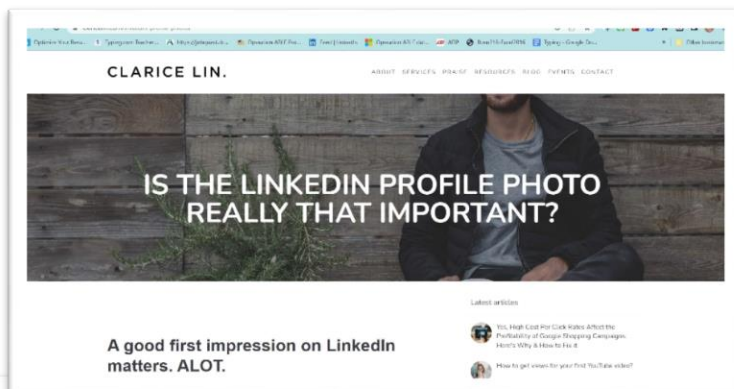 CLARICE LIN.
ABOUT SERVICES PRAISE RESOURCES BLOG EVENTS CONTACT
IS THE LINKEDIN PROFILE PHOTO
REALLY THAT IMPORTANT?
Latest articles
Yes, High Cost Per Click Rates Affect the
Profitability of Google Shopping Campaigns.
Here's Why & How to Fix it
A good first impression on LinkedIn
matters. ALOT.
How to get views for your first YouTube video?